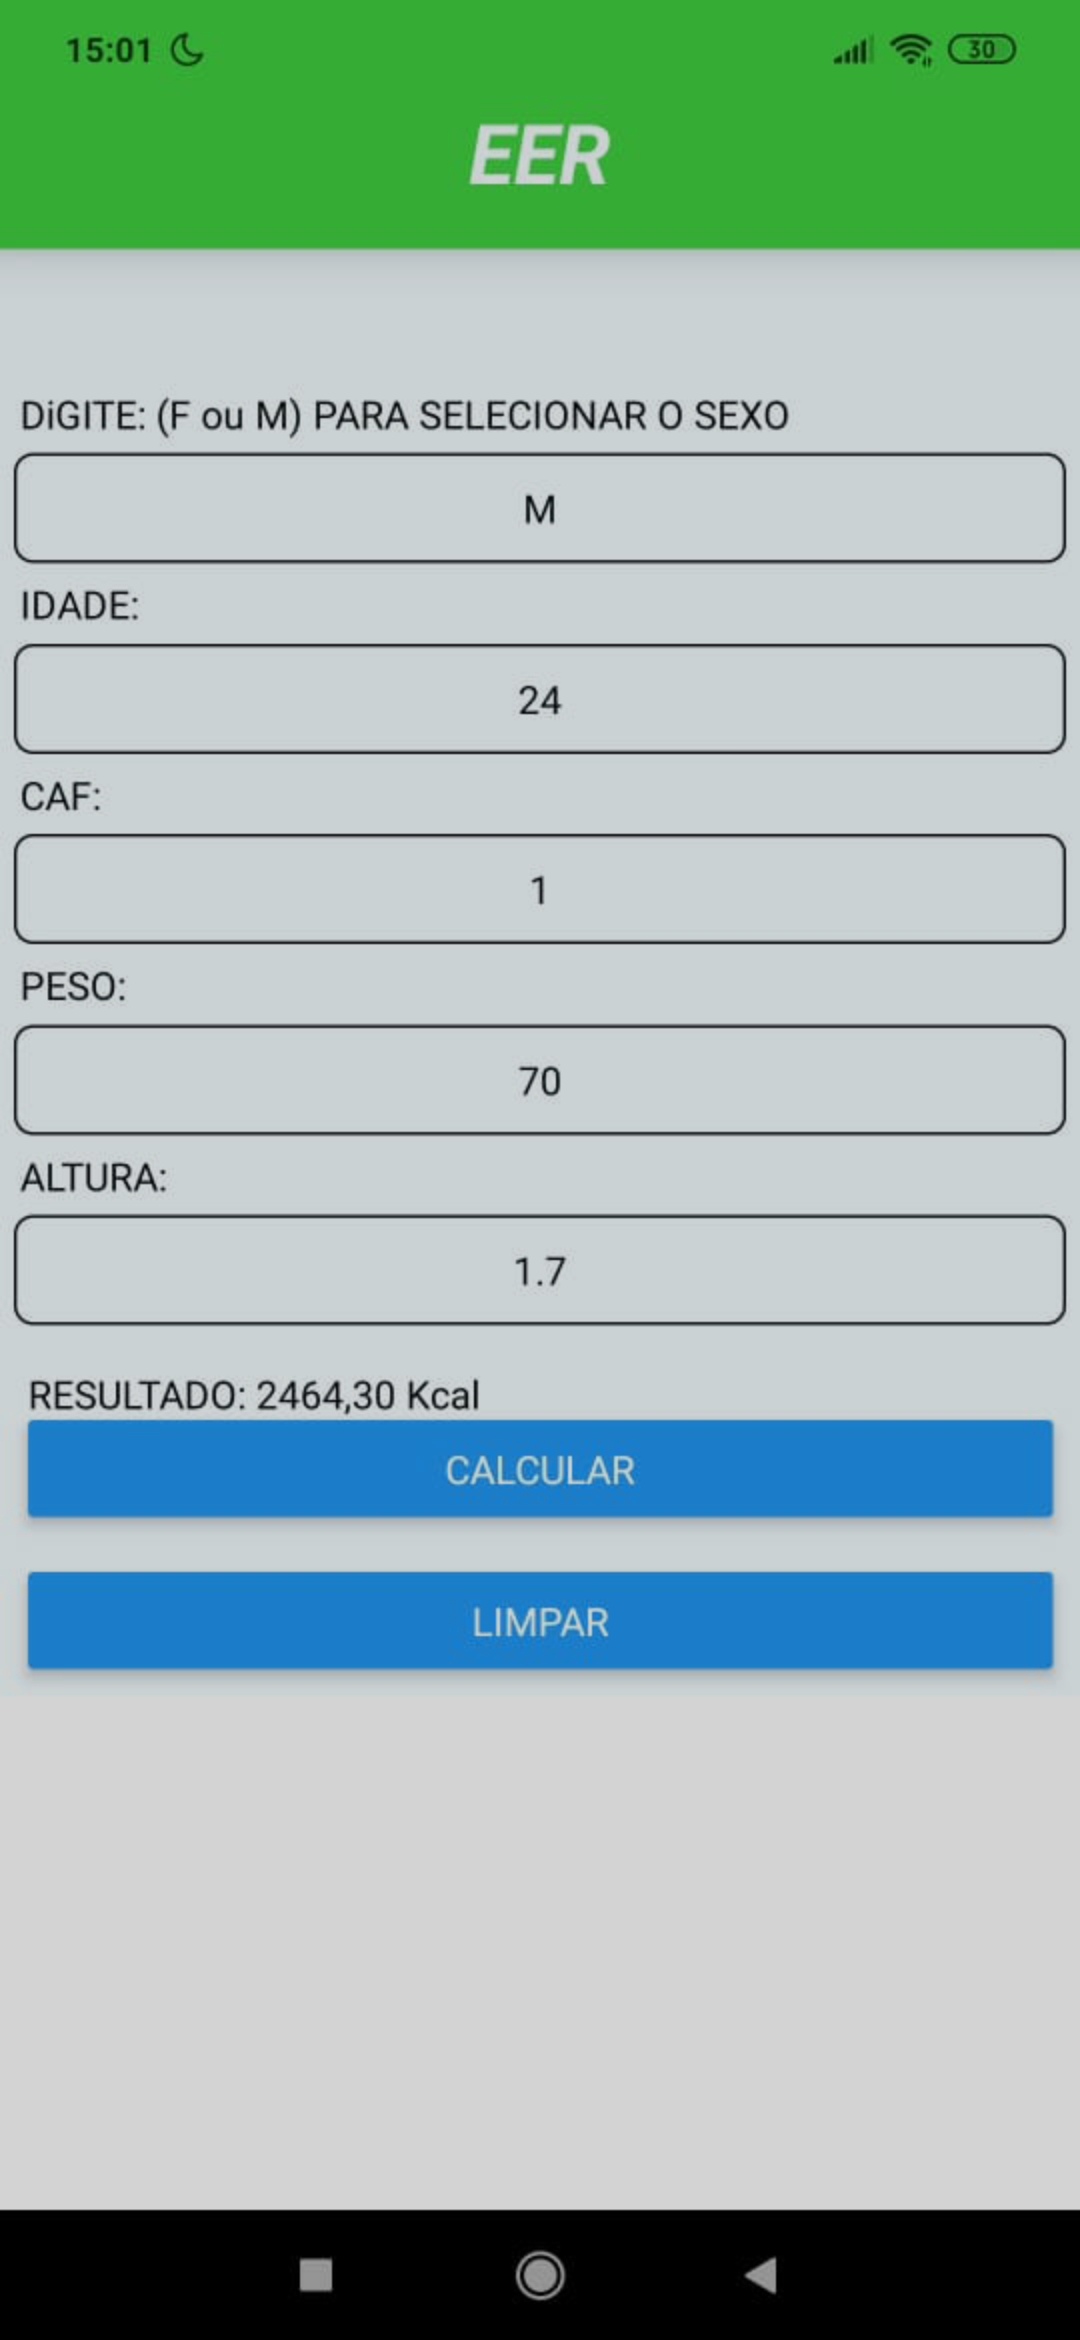 15:01
30
EER
DiGITE: (F ou M) PARA SELECIONAR O SEXO
M
IDADE:
24
CAF:
1
PESO:
70
ALTURA:
1.7
RESULTADO: 2464,30 Kcal
CALCULAR
LIMPAR